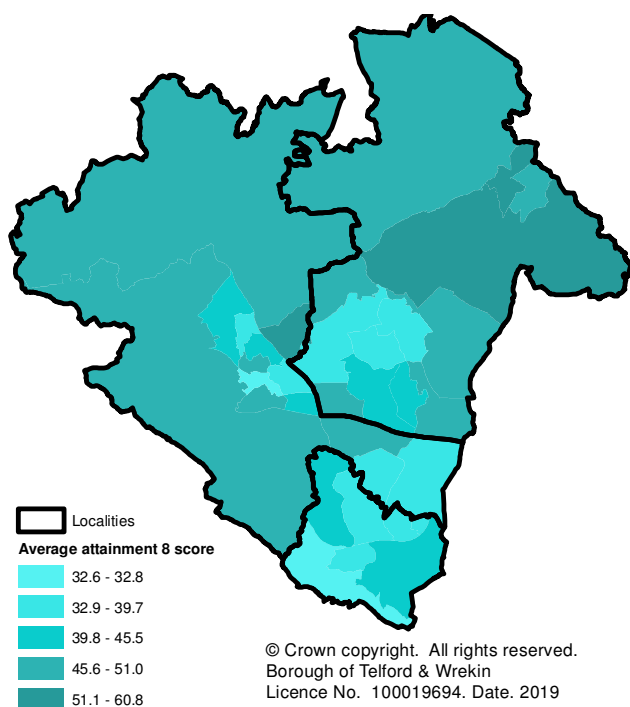 Localities
Average attainment 8 score
32.6 - 32.8
32.9 - 39.7
39.8 - 45.5
45.6 - 51.0
51.1 - 60.8
© Crown copyright. All rights reserved.
Borough of Telford & Wrekin
Licence No. 100019694. Date. 2019